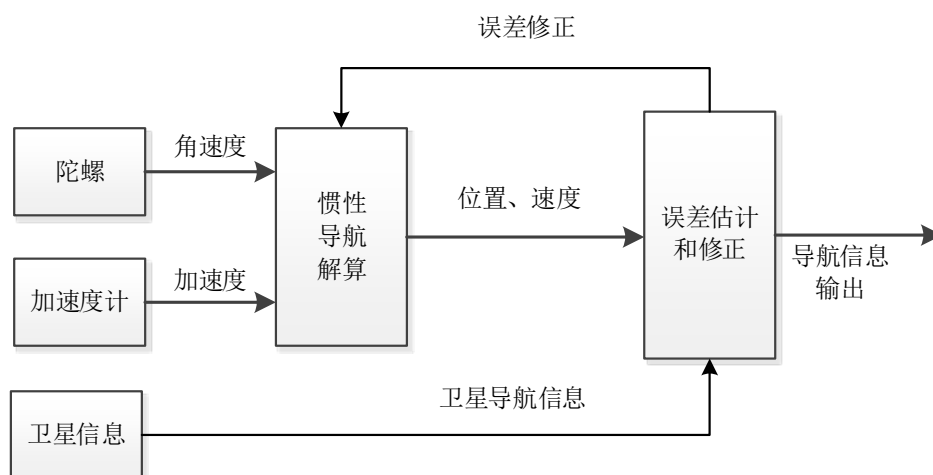 误差修正
陀螺
角速度
惯性
导航
解算
位置、速度
误差估计
和修正
导航信息
输出
加速度计
加速度
卫星导航信息
卫星信息